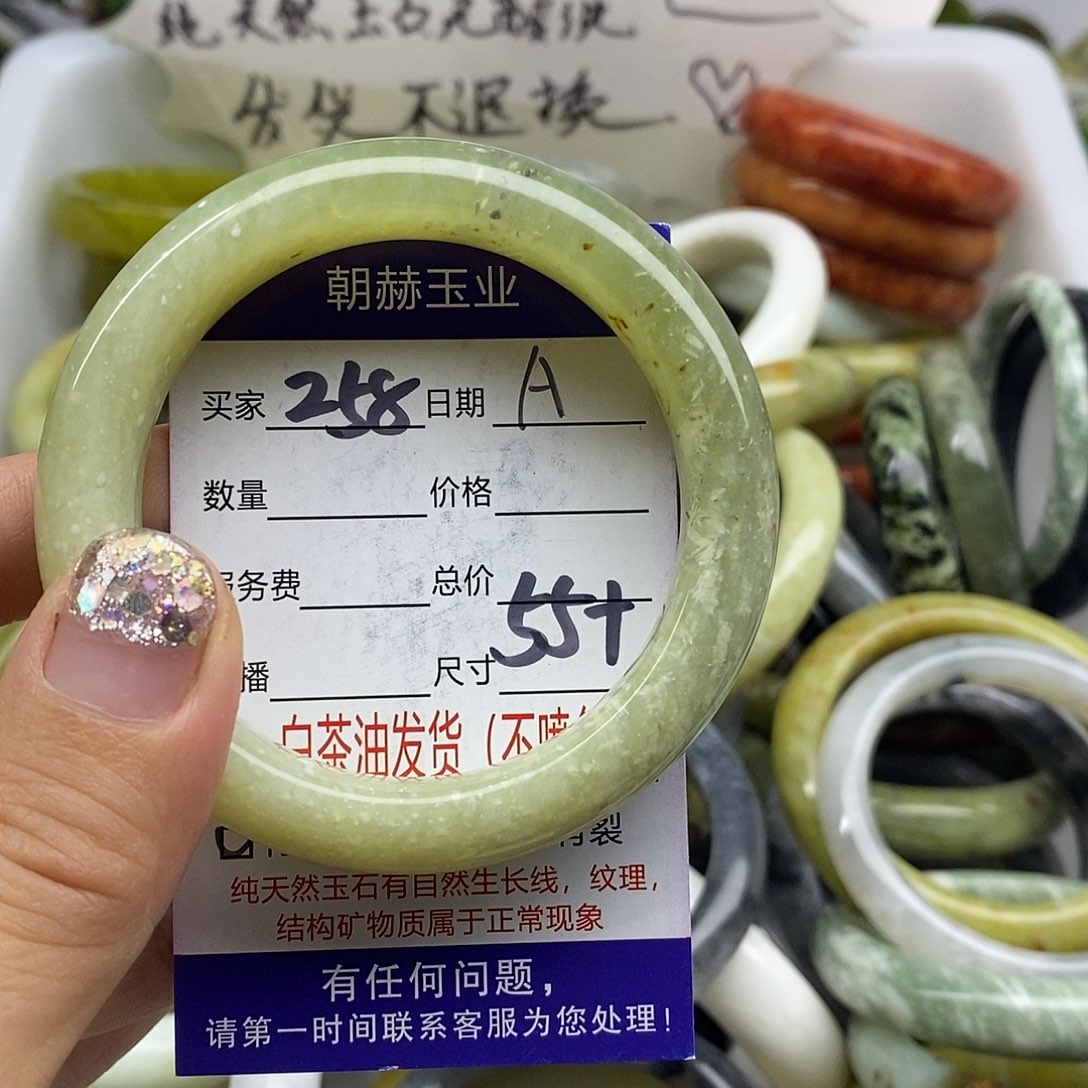 纯天然玉石无酸洗
售出不退换
朝赫玉业
买家 258 日期 A
数量 价格
务费 总价
55+
播 尺寸
白茶油发货（不喷
裂
纯天然玉石有自然生长线，纹理，
结构矿物质属于正常现象
有任何问题，
请第一时间联系客服为您处理！